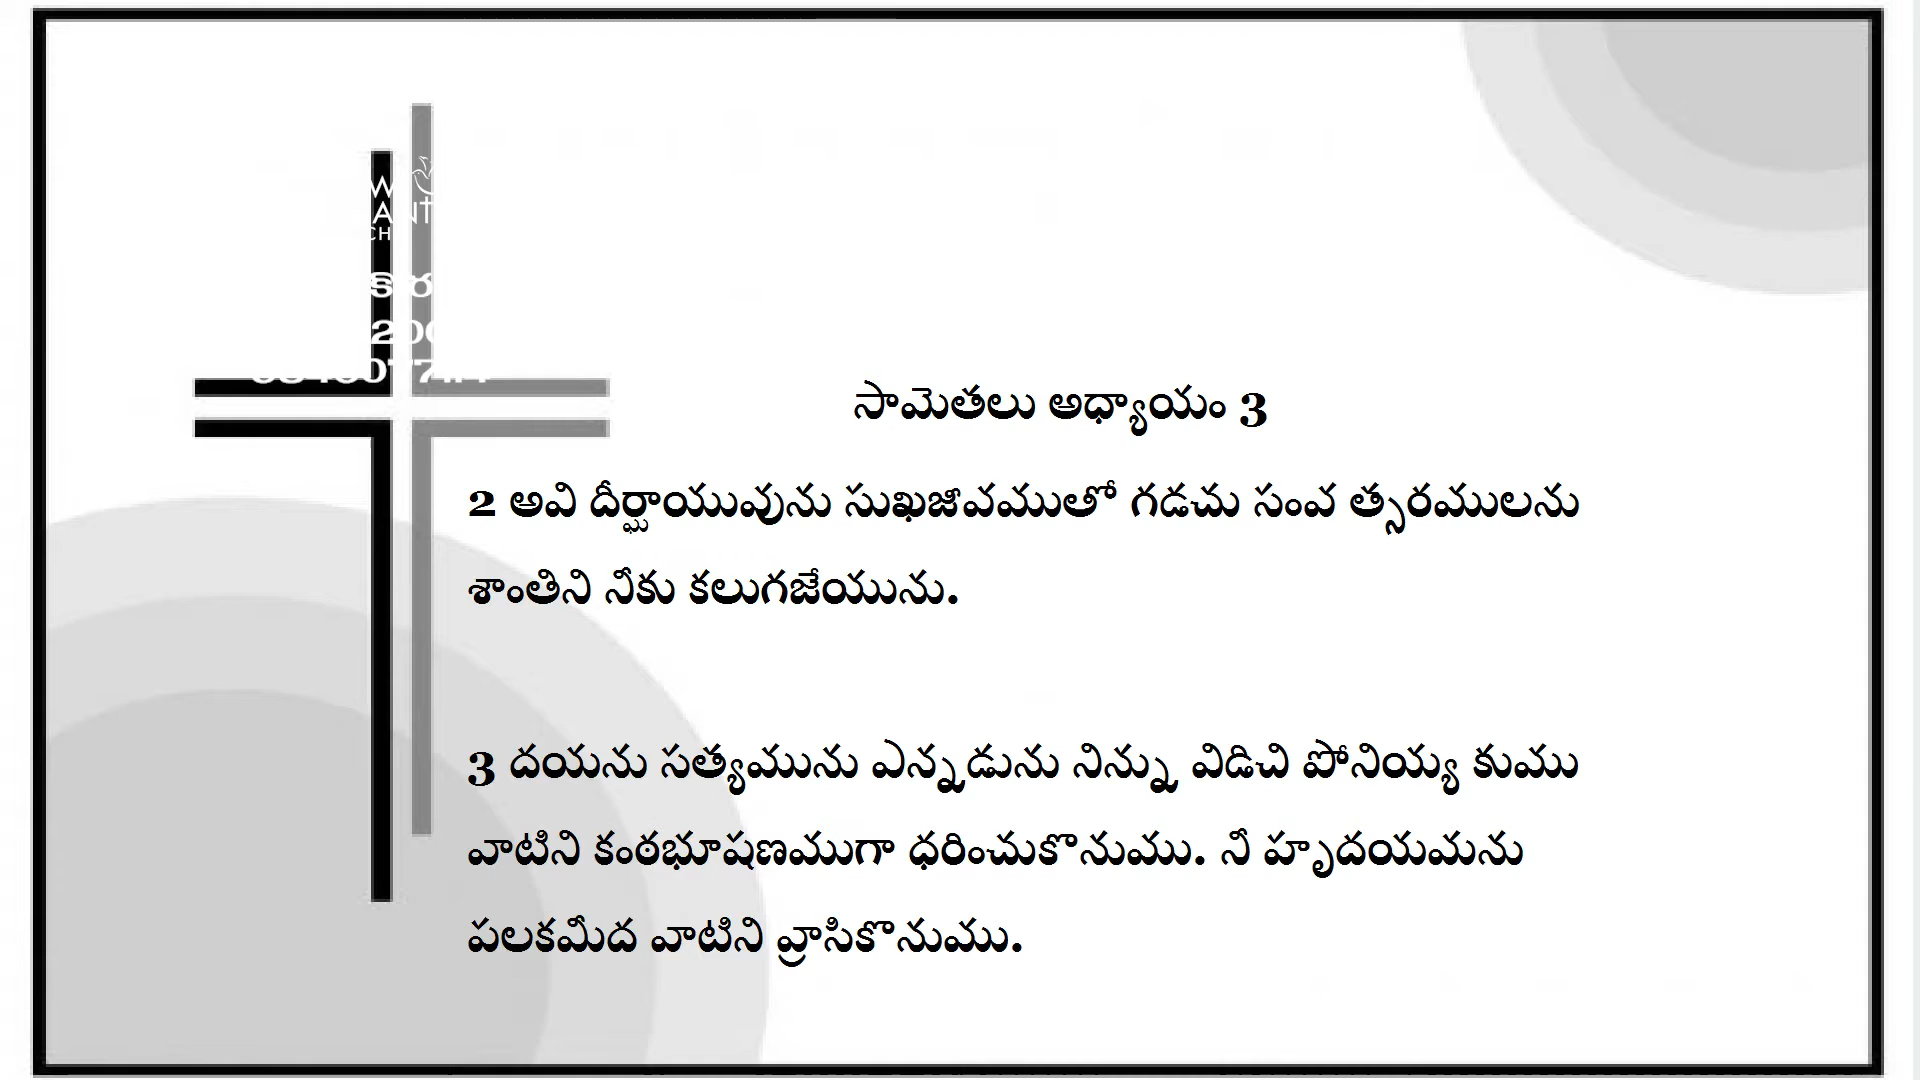 సామెతలు అధ్యాయం 3
2 అవి దీర్ఘాయువును సుఖజీవముతో గడచు సంవ త్సరములను
శాంతిని నీకు కలుగజేయును.
3 దయను సత్యమును ఎన్నడును నిన్ను విడిచి పోనియ్య కుము
వాటిని కంఠభూషణముగా ధరించుకొనుము. నీ హృదయమను
పలకమీద వాటిని వ్రాసికొనుము.